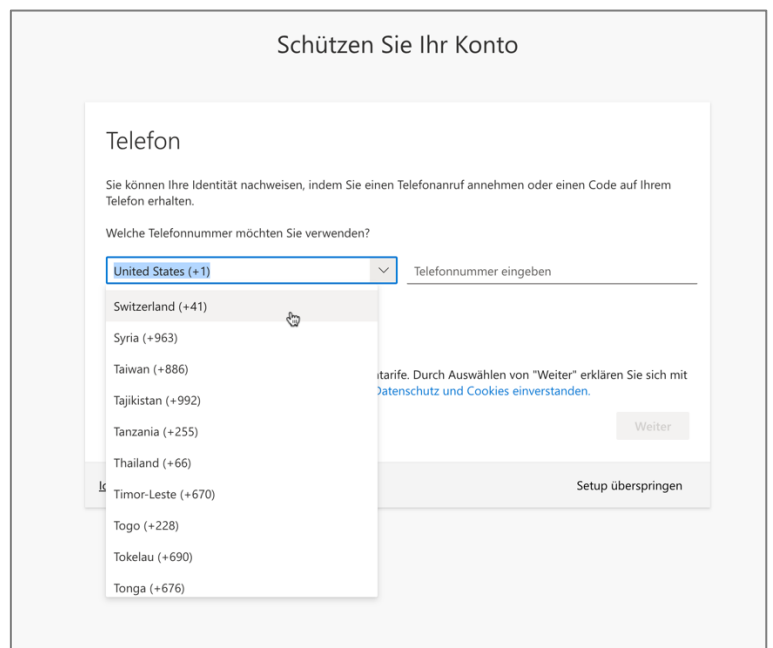 Schützen Sie Ihr Konto
Telefon
Sie können Ihre Identität nachweisen, indem Sie einen Telefonanruf annehmen oder einen Code auf Ihrem
Telefon erhalten.
Welche Telefonnummer möchten Sie verwenden?
United States (+1)
Telefonnummer eingeben
Switzerland (+41)
Syria (+963)
Taiwan (+886)
Tajikistan (+992)
Tanzania (+255)
Thailand (+66)
Timor-Leste (+670)
Togo (+228)
Tokelau (+690)
Tonga (+676)
Durch Auswählen von "Weiter" erklären Sie sich mit
Datenschutz und Cookies einverstanden.
Weiter
Setup überspringen